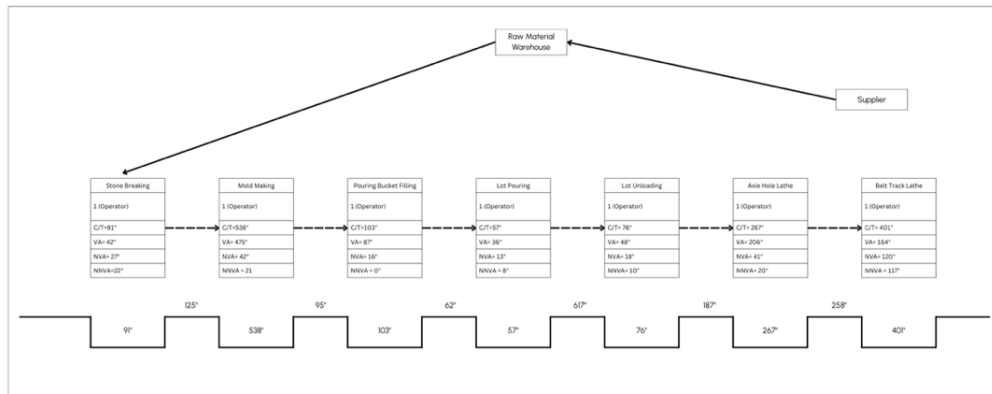 Raw Material
Warehouse
Supplier
Stone Breaking
1 (Operator)
C/T=91"
VA= 42"
NVA= 27"
NNVA=22"
Mold Making
1 (Operator)
C/T=538"
VA= 475"
NVA= 42"
NNVA = 21
Pouring Bucket Filling
1 (Operator)
C/T=103"
VA= 87"
NVA= 16"
NNVA = 0"
Lot Pouring
1 (Operator)
C/T=57"
VA= 36"
NVA= 13"
NNVA = 8"
Lot Unloading
1 (Operator)
C/T= 76"
VA= 48"
NVA= 18"
NNVA= 10"
Axle Hole Lathe
1 (Operator)
C/T= 267"
VA= 206"
NVA= 41"
NNVA= 20"
Belt Track Lathe
1 (Operator)
C/T= 401"
VA= 164"
NVA= 120"
NNVA = 117"
125"
95"
62"
617"
187"
258"
91"
538"
103"
57"
76"
267"
401"